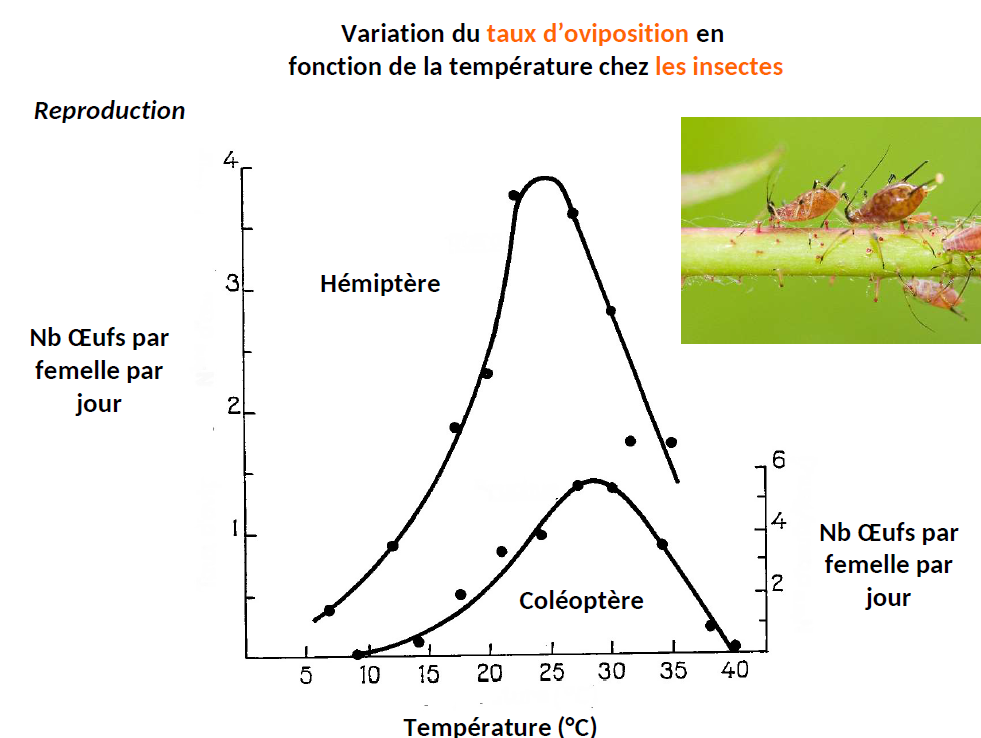 Variation du taux d’oviposition en
fonction de la température chez les insectes
Reproduction
4
3
2
1
Hémiptère
Nb Œufs par
femelle par
jour
6
4
2
Nb Œufs par
femelle par
jour
Coléoptère
5 10 15 20 25 30 35 40
Température (°C)